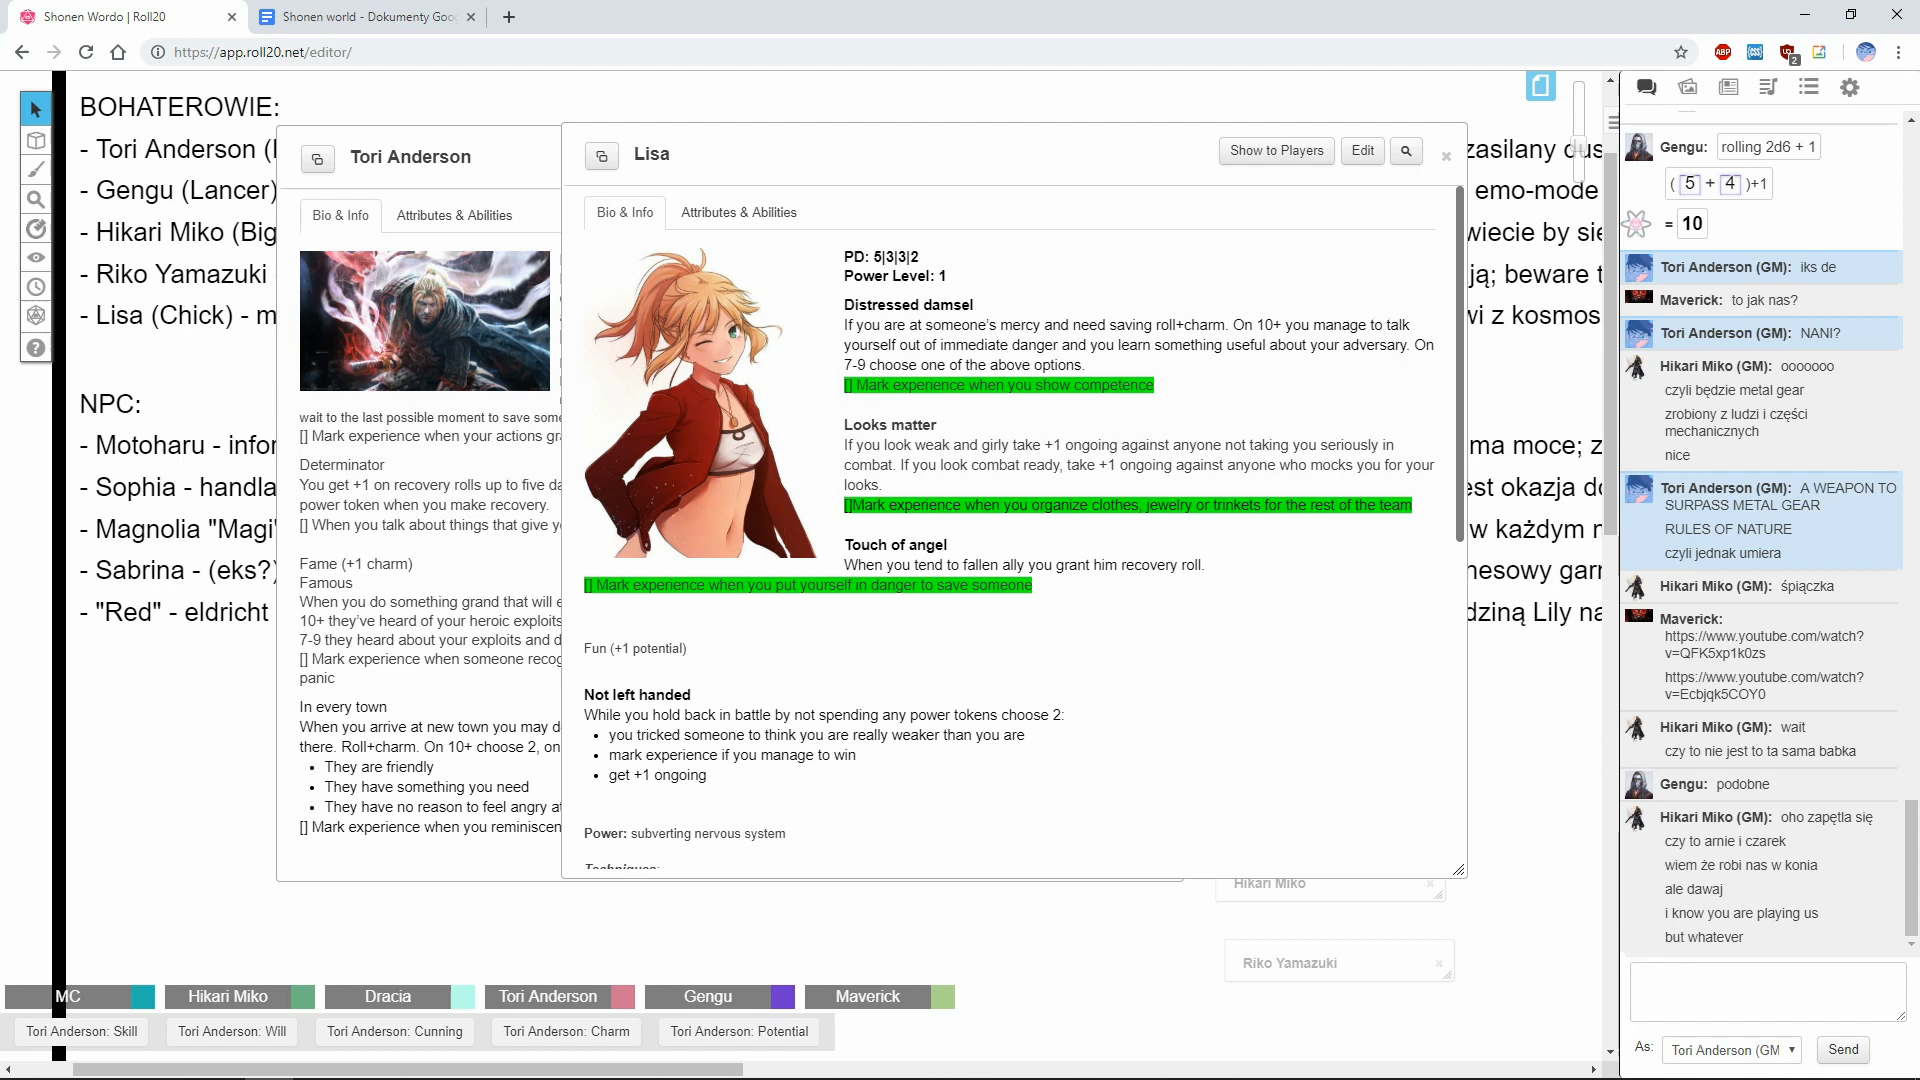 Shonen Wordo | Roll20
Shonen world - Dokumenty Goo
https://app.roll20.net/editor/
BOHATEROWIE:
- Tori Anderson (
- Gengu (Lancer)
- Hikari Miko (Big
- Riko Yamazuki
- Lisa (Chick) - m
NPC:
- Motoharu - infor
- Sophia - handla
- Magnolia "Magi"
- Sabrina - (eks?)
- "Red" - eldricht
Tori Anderson
Bio & Info
Attributes & Abilities
wait to the last possible moment to save som
[] Mark experience when your actions gr
Determinator
You get +1 on recovery rolls up to five da
power token when you make recovery.
[] When you talk about things that give y
Fame (+1 charm)
Famous
When you do something grand that will e
10+ they've heard of your heroic exploits
7-9 they heard about your exploits and d
[] Mark experience when someone recog
panic
In every town
When you arrive at new town you may d
there. Roll+charm. On 10+ choose 2, on
• They are friendly
• They have something you need
• They have no reason to feel angry at
[] Mark experience when you reminiscen
Lisa
Show to Players
Edit
Bio & Info
Attributes & Abilities
PD: 5|3|3|2
Power Level: 1
Distressed damsel
If you are at someone's mercy and need saving roll+charm. On 10+ you manage to talk
yourself out of immediate danger and you learn something useful about your adversary. On
7-9 choose one of the above options.
[] Mark experience when you show competence
Looks matter
If you look weak and girly take +1 ongoing against anyone not taking you seriously in
combat. If you look combat ready, take +1 ongoing against anyone who mocks you for your
looks.
[]Mark experience when you organize clothes, jewelry or trinkets for the rest of the team
Touch of angel
When you tend to fallen ally you grant him recovery roll.
[] Mark experience when you put yourself in danger to save someone
Fun (+1 potential)
Not left handed
While you hold back in battle by not spending any power tokens choose 2:
• you tricked someone to think you are really weaker than you are
• mark experience if you manage to win
• get +1 ongoing
Power: subverting nervous system
Techniques:
zasilany dus
emo-mode
wiecie by się
ją; beware t
wi z kosmos
ma moce; z
est okazja do
w każdym m
nesowy garn
dziną Lily na
Hikari Miko
Riko Yamazuki
MC
Hikari Miko
Dracia
Tori Anderson
Gengu
Maverick
Tori Anderson: Skill
Tori Anderson: Will
Tori Anderson: Cunning
Tori Anderson: Charm
Tori Anderson: Potential
Gengu: rolling 2d6 + 1
( 5 + 4 )+1
= 10
Tori Anderson (GM): iks de
Maverick: to jak nas?
Tori Anderson (GM): NANI?
Hikari Miko (GM): ooooooo
czyli będzie metal gear
zrobiony z ludzi i części
mechanicznych
nice
Tori Anderson (GM): A WEAPON TO
SURPASS METAL GEAR
RULES OF NATURE
czyli jednak umiera
Hikari Miko (GM): śpiączka
Maverick:
https://www.youtube.com/watch?
v=QFK5xp1k0zs
https://www.youtube.com/watch?
v=Ecbjqk5COY0
Hikari Miko (GM): wait
czy to nie jest to ta sama babka
Gengu: podobne
Hikari Miko (GM): oho zapętla się
czy to arnie i czarek
wiem że robi nas w konia
ale dawaj
i know you are playing us
but whatever
As:
Tori Anderson (GM
Send